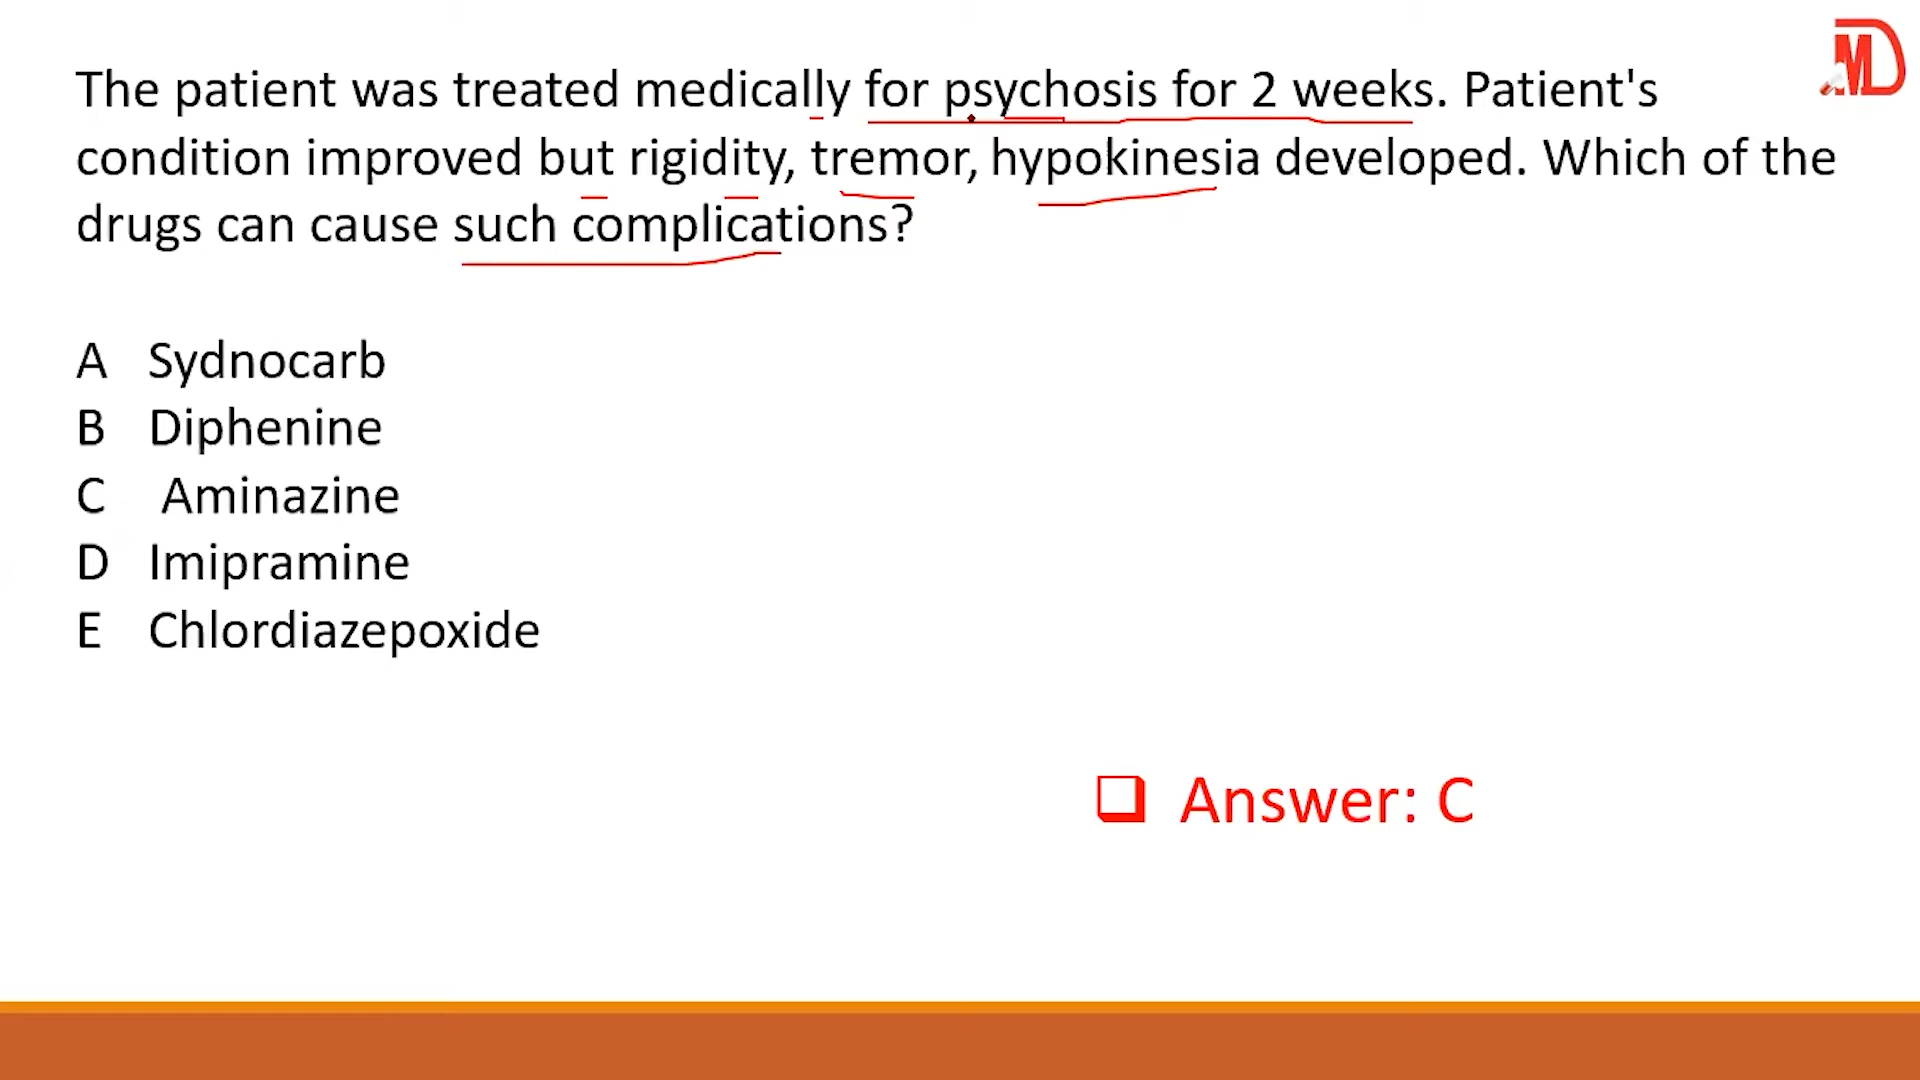 MD
The patient was treated medically for psychosis for 2 weeks. Patient's
condition improved but rigidity, tremor, hypokinesia developed. Which of the
drugs can cause such complications?
A Sydnocarb
B Diphenine
C Aminazine
D Imipramine
E Chlordiazepoxide
❑ Answer: C